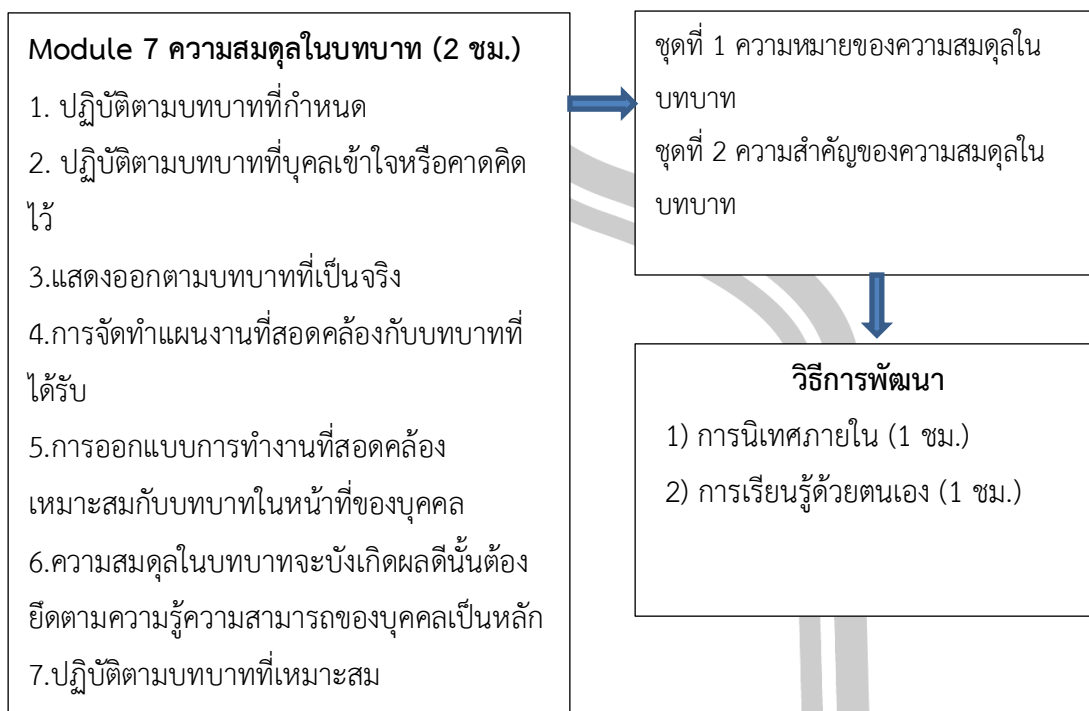 Module 7 ความสมดุลในบทบาท (2 ชม.)
1. ปฏิบัติตามบทบาทที่กำหนด
2. ปฏิบัติตามบทบาทที่บุคลเข้าใจหรือคาดคิด
ไว้
3.แสดงออกตามบทบาทที่เป็นจริง
4.การจัดทำแผนงานที่สอดคล้องกับบทบาทที่
ได้รับ
5.การออกแบบการทำงานที่สอดคล้อง
เหมาะสมกับบทบาทในหน้าที่ของบุคคล
6.ความสมดุลในบทบาทจะบังเกิดผลดีนั้นต้อง
ยึดตามความรู้ความสามารถของบุคคลเป็นหลัก
7.ปฏิบัติตามบทบาทที่เหมาะสม
ชุดที่ 1 ความหมายของความสมดุลใน
บทบาท
ชุดที่ 2 ความสำคัญของความสมดุลใน
บทบาท
วิธีการพัฒนา
1) การนิเทศภายใน (1 ชม.)
2) การเรียนรู้ด้วยตนเอง (1 ชม.)